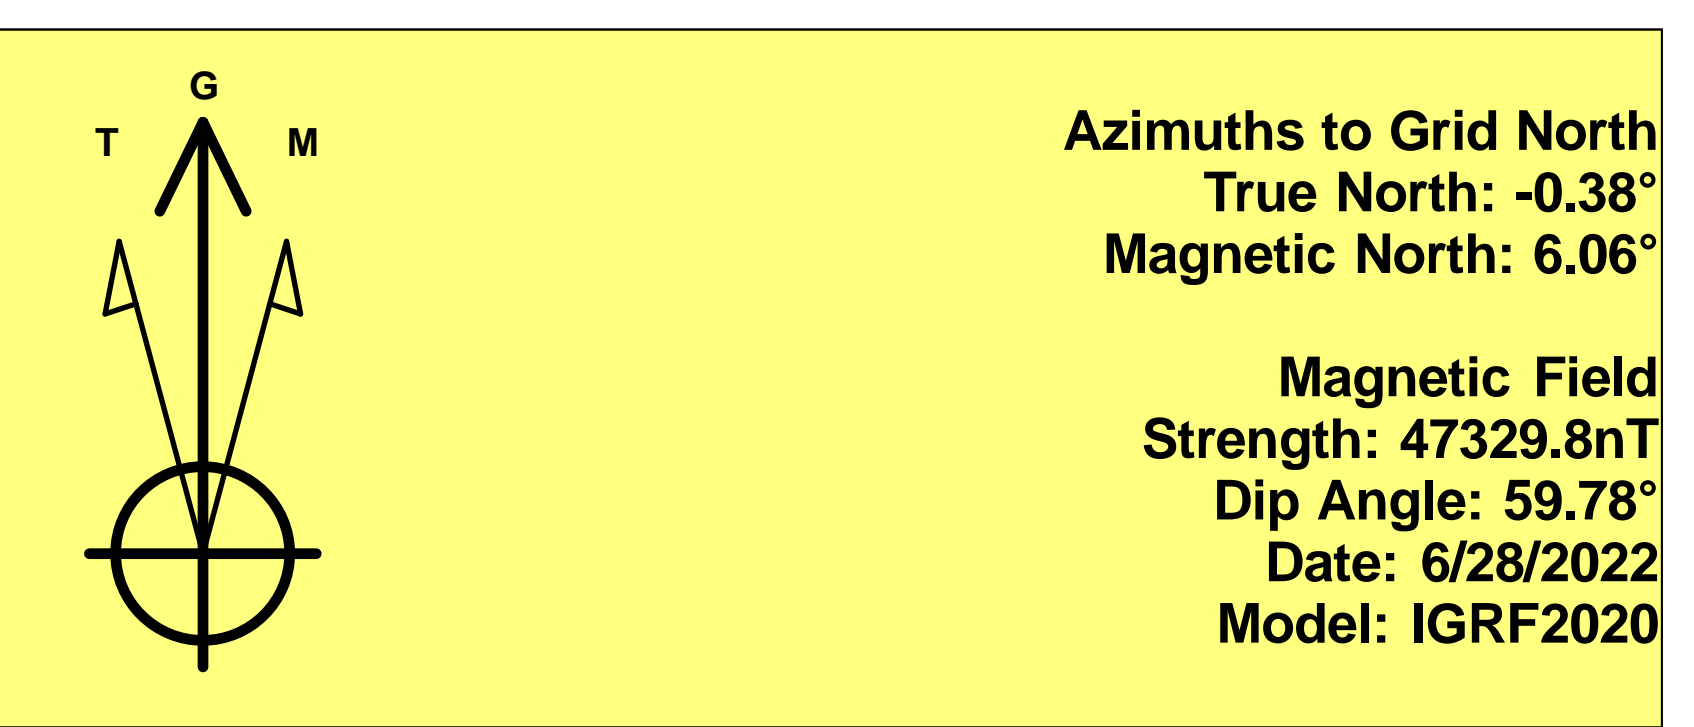 G
T M
Azimuths to Grid North
True North: -0.38°
Magnetic North: 6.06°
Magnetic Field
Strength: 47329.8nT
Dip Angle: 59.78°
Date: 6/28/2022
Model: IGRF2020